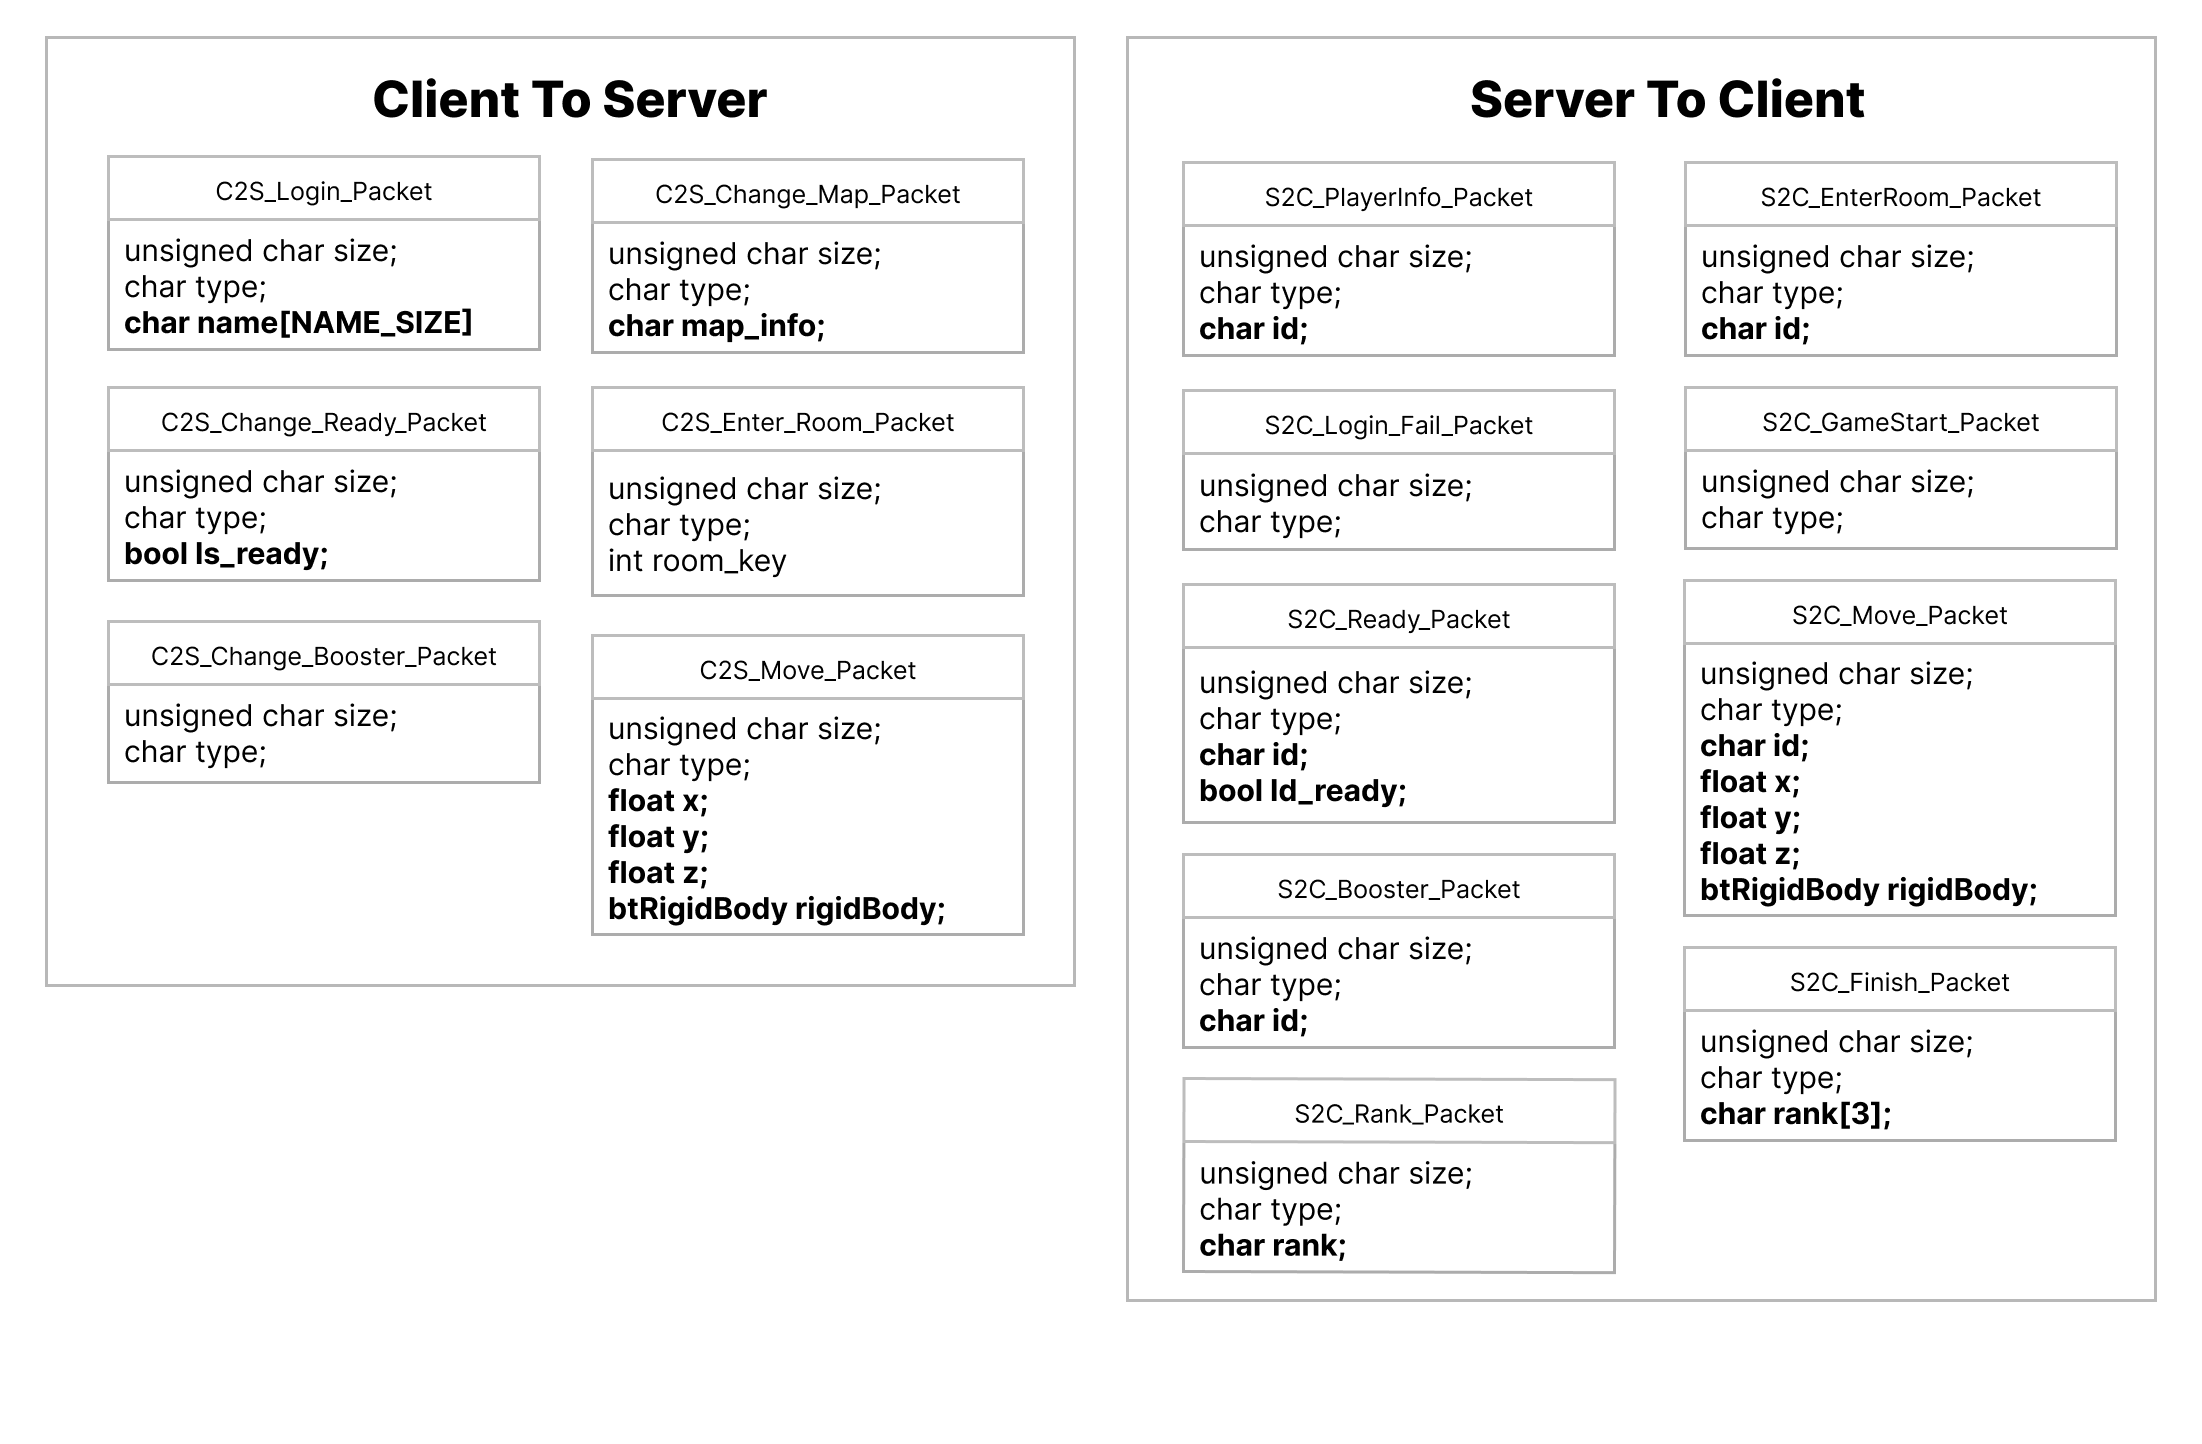 Client To Server
C2S_Login_Packet
unsigned char size;
char type;
char name[NAME_SIZE]
C2S_Change_Map_Packet
unsigned char size;
char type;
char map_info;
C2S_Change_Ready_Packet
unsigned char size;
char type;
bool Is_ready;
C2S_Enter_Room_Packet
unsigned char size;
char type;
int room_key
C2S_Change_Booster_Packet
unsigned char size;
char type;
C2S_Move_Packet
unsigned char size;
char type;
float x;
float y;
float z;
btRigidBody rigidBody;
Server To Client
S2C_PlayerInfo_Packet
unsigned char size;
char type;
char id;
S2C_EnterRoom_Packet
unsigned char size;
char type;
char id;
S2C_Login_Fail_Packet
unsigned char size;
char type;
S2C_GameStart_Packet
unsigned char size;
char type;
S2C_Ready_Packet
unsigned char size;
char type;
char id;
bool Id_ready;
S2C_Move_Packet
unsigned char size;
char type;
char id;
float x;
float y;
float z;
btRigidBody rigidBody;
S2C_Booster_Packet
unsigned char size;
char type;
char id;
S2C_Finish_Packet
unsigned char size;
char type;
char rank[3];
S2C_Rank_Packet
unsigned char size;
char type;
char rank;